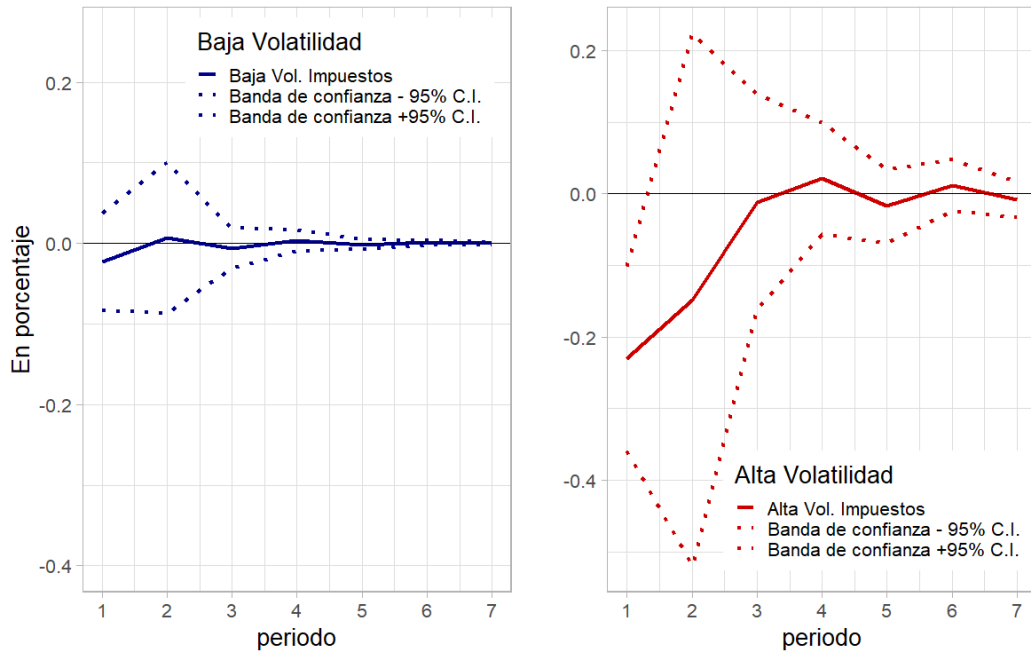 Baja Volatilidad
Baja Vol. Impuestos
Banda de confianza - 95% C.I.
Banda de confianza +95% C.I.
En porcentaje
0.2
0.0
-0.2
-0.4
1 2 3 4 5 6 7
periodo
0.2
0.0
-0.2
-0.4
Alta Volatilidad
Alta Vol. Impuestos
Banda de confianza - 95% C.I.
Banda de confianza +95% C.I.
1 2 3 4 5 6 7
periodo